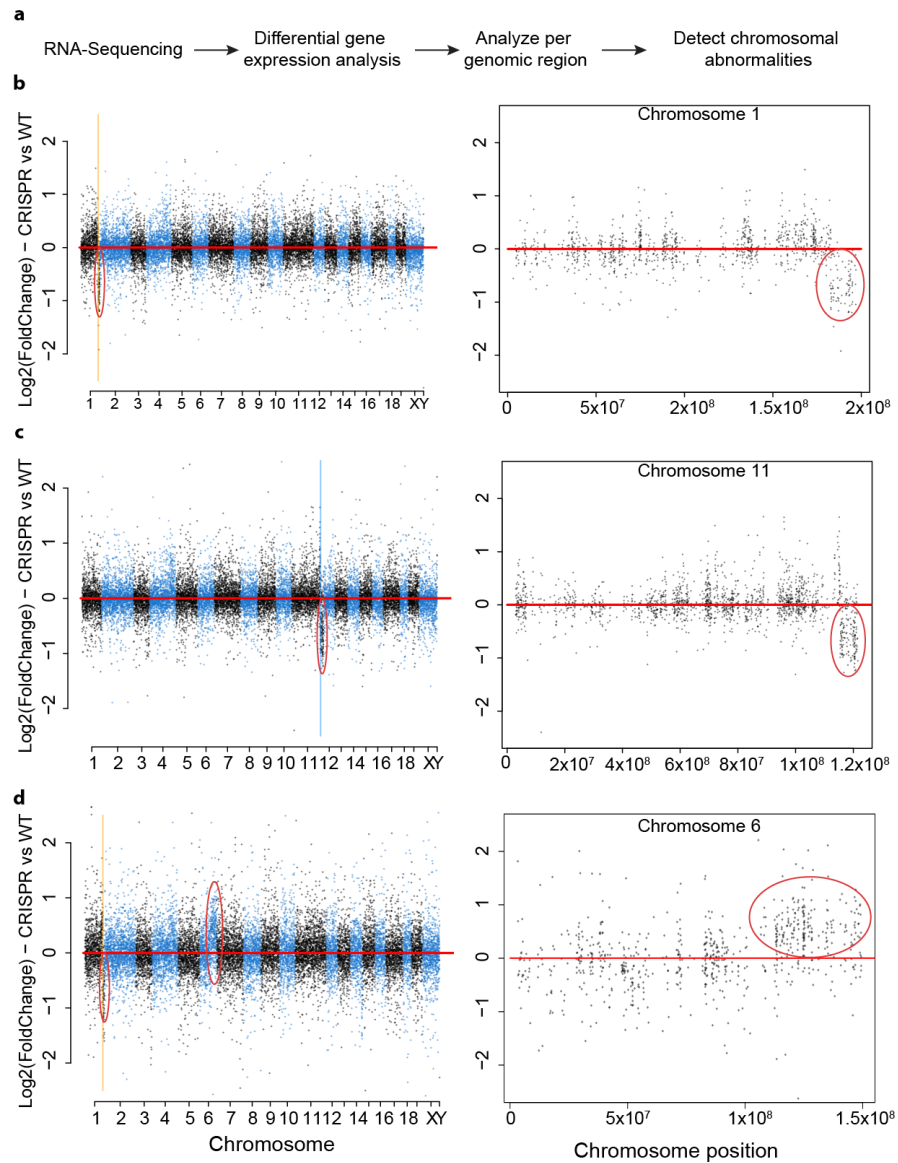 a
RNA-Sequencing
Differential gene
expression analysis
Analyze per
genomic region
Detect chromosomal
abnormalities
b
Log2(FoldChange) − CRISPR vs WT
2
1
0
−1
−2
1 2 3 4 5 6 7 8 9 10 11 12 14 16 18 XY
Chromosome 1
2
1
0
−1
−2
0 5x10⁷ 2x10⁸ 1.5x10⁸ 2x10⁸
c
Log2(FoldChange) − CRISPR vs WT
2
1
0
−1
−2
1 2 3 4 5 6 7 8 9 10 11 12 14 16 18 XY
Chromosome 11
2
1
0
−1
−2
0 2x10⁷ 4x10⁸ 6x10⁸ 8x10⁷ 1x10⁸ 1.2x10⁸
d
Log2(FoldChange) − CRISPR vs WT
2
1
0
−1
−2
1 2 3 4 5 6 7 8 9 10 11 12 14 16 18 XY
Chromosome
Chromosome 6
2
1
0
−1
−2
0 5x10⁷ 1x10⁸ 1.5x10⁸
Chromosome position